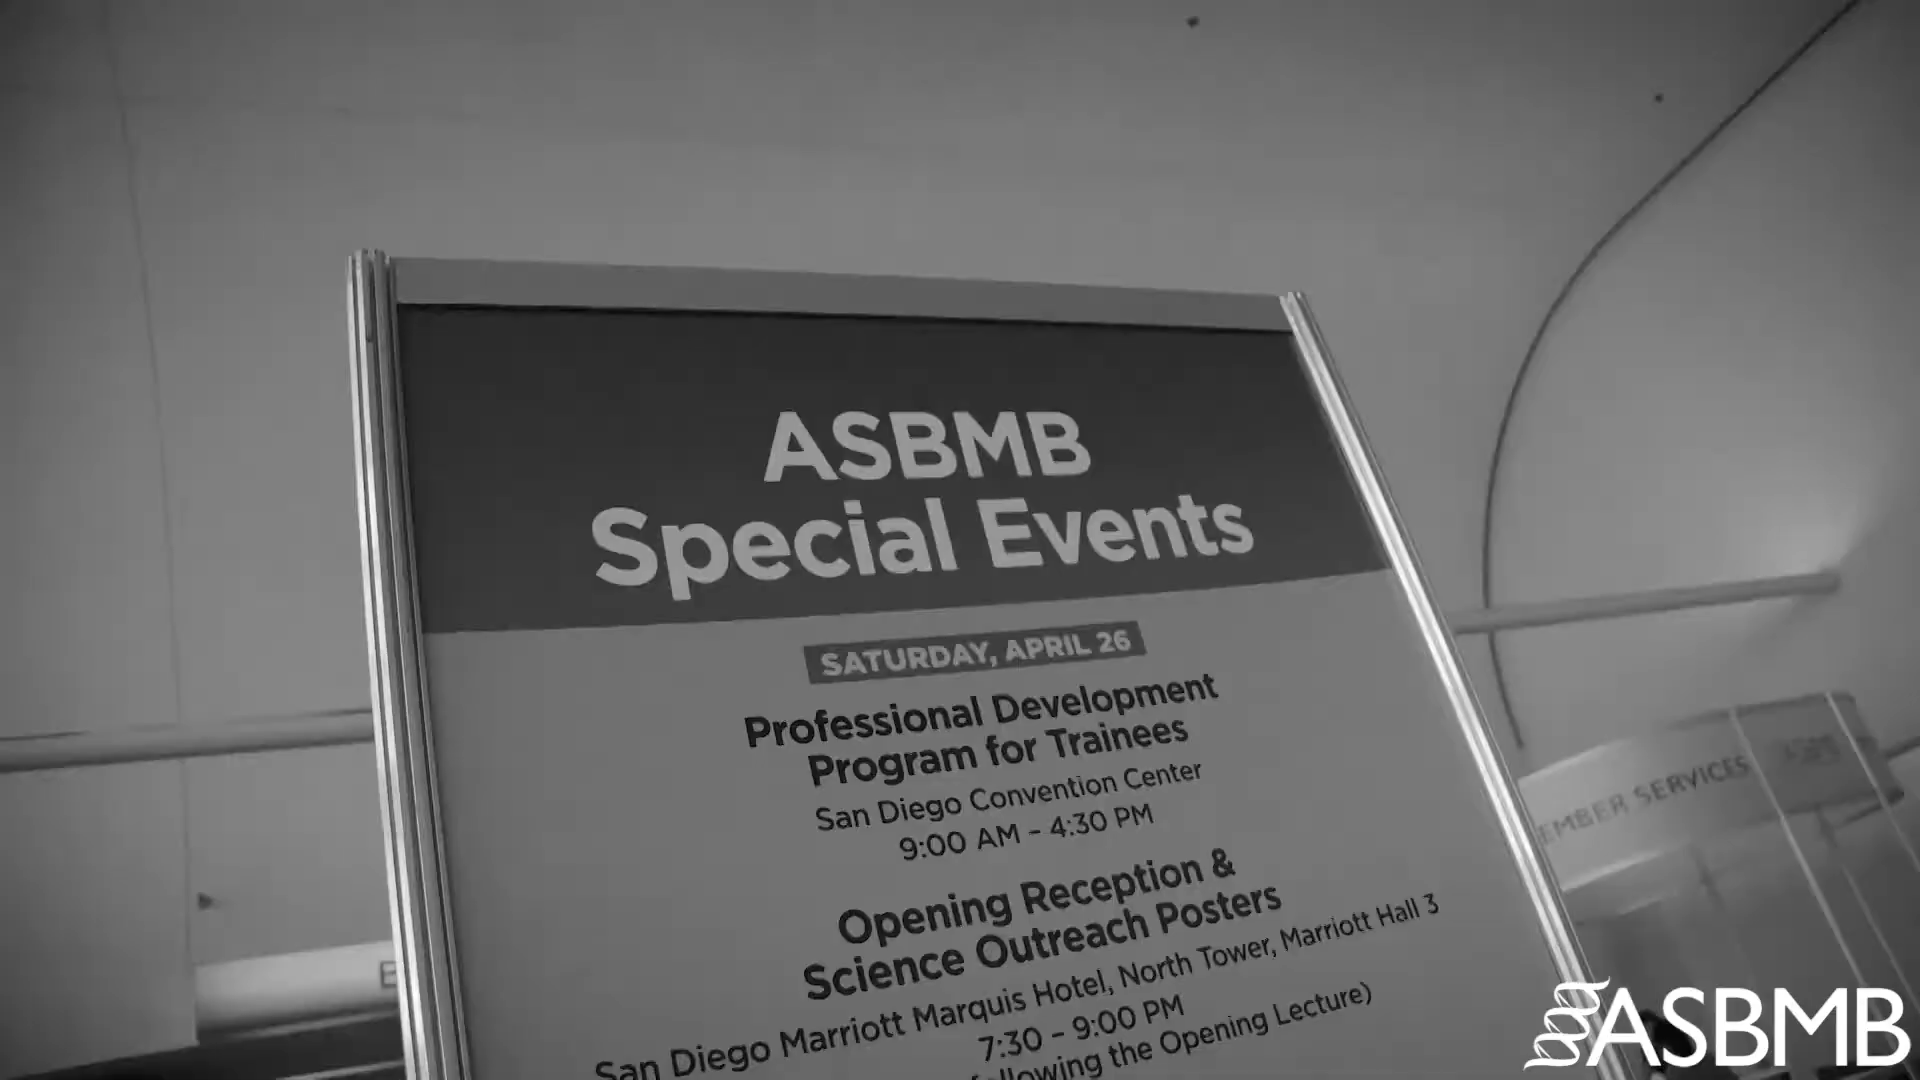 ASBMB
Special Events
SATURDAY, APRIL 26
Professional Development
Program for Trainees
San Diego Convention Center
9:00 AM - 4:30 PM
Opening Reception &
Science Outreach Posters
San Diego Marriott Marquis Hotel, North Tower, Marriott Hall 3
7:30 - 9:00 PM
the Opening Lecture)
EMBER SERVICES
ASBMB